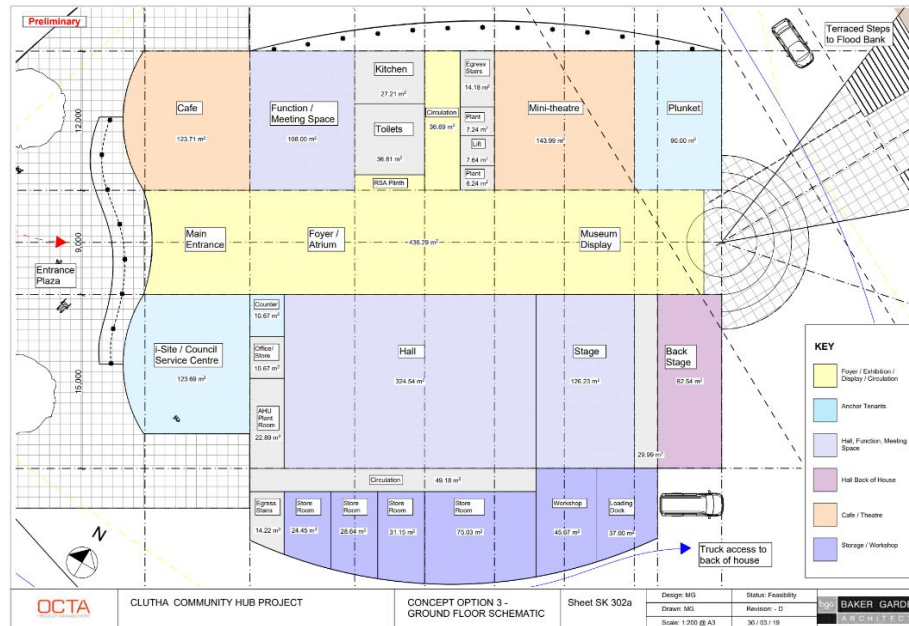 Preliminary
Terraced Steps
to Flood Bank
Cafe
123.71 m²
Function /
Meeting Space
108.00 m²
Kitchen
27.21 m²
Toilets
36.81 m²
RSA Plinth
Circulation
36.69 m²
Egress
Stairs
14.18 m²
Plant
7.24 m²
Lift
7.64 m²
Plant
6.24 m²
Mini-theatre
143.99 m²
Plunket
90.00 m²
12,000
9,000
15,000
Entrance
Plaza
Main
Entrance
Foyer /
Atrium
436.29 m²
Museum
Display
i-Site / Council
Service Centre
123.69 m²
Counter
10.67 m²
Office/
Store
10.67 m²
AHU
Plant
Room
22.89 m²
Hall
324.54 m²
Stage
126.23 m²
Back
Stage
82.54 m²
29.99 m²
Circulation
49.18 m²
Egress
Stairs
14.22 m²
Store
Room
24.45 m²
Store
Room
28.64 m²
Store
Room
31.15 m²
Store
Room
75.03 m²
Workshop
45.67 m²
Loading
Dock
37.00 m²
Truck access to
back of house
N
KEY
Foyer / Exhibition /
Display / Circulation
Anchor Tenants
Hall, Function, Meeting
Space
Hall Back of House
Cafe / Theatre
Storage / Workshop
OCTA
CLUTHA COMMUNITY HUB PROJECT
CONCEPT OPTION 3 -
GROUND FLOOR SCHEMATIC
Sheet SK 302a
Design: MG
Drawn: MG
Scale: 1:200 @ A3
Status: Feasibility
Revision: - D
30 / 03 / 19
bga
BAKER GARDE
ARCHITECT